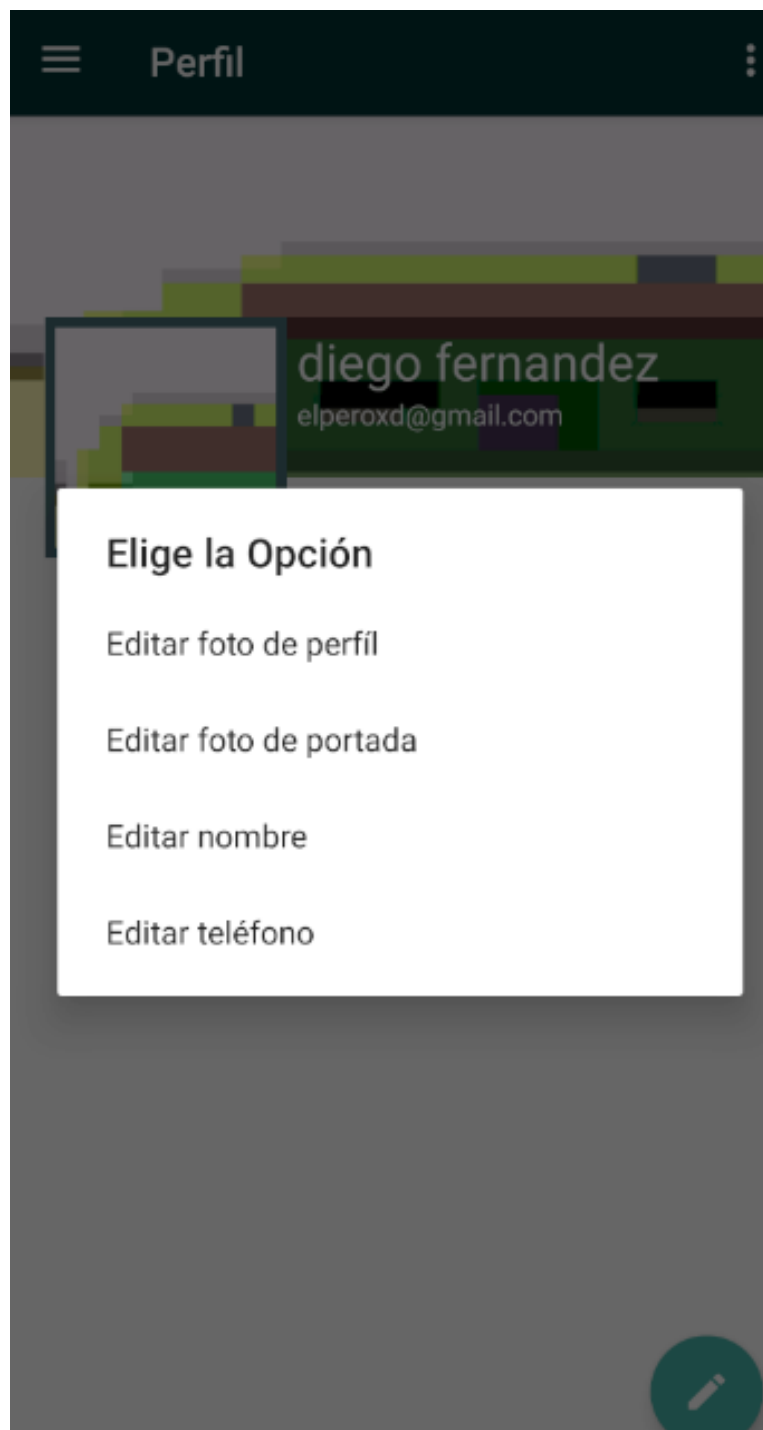 Perfil
diego fernandez
elperoxd@gmail.com
Elige la Opción
Editar foto de perfíl
Editar foto de portada
Editar nombre
Editar teléfono